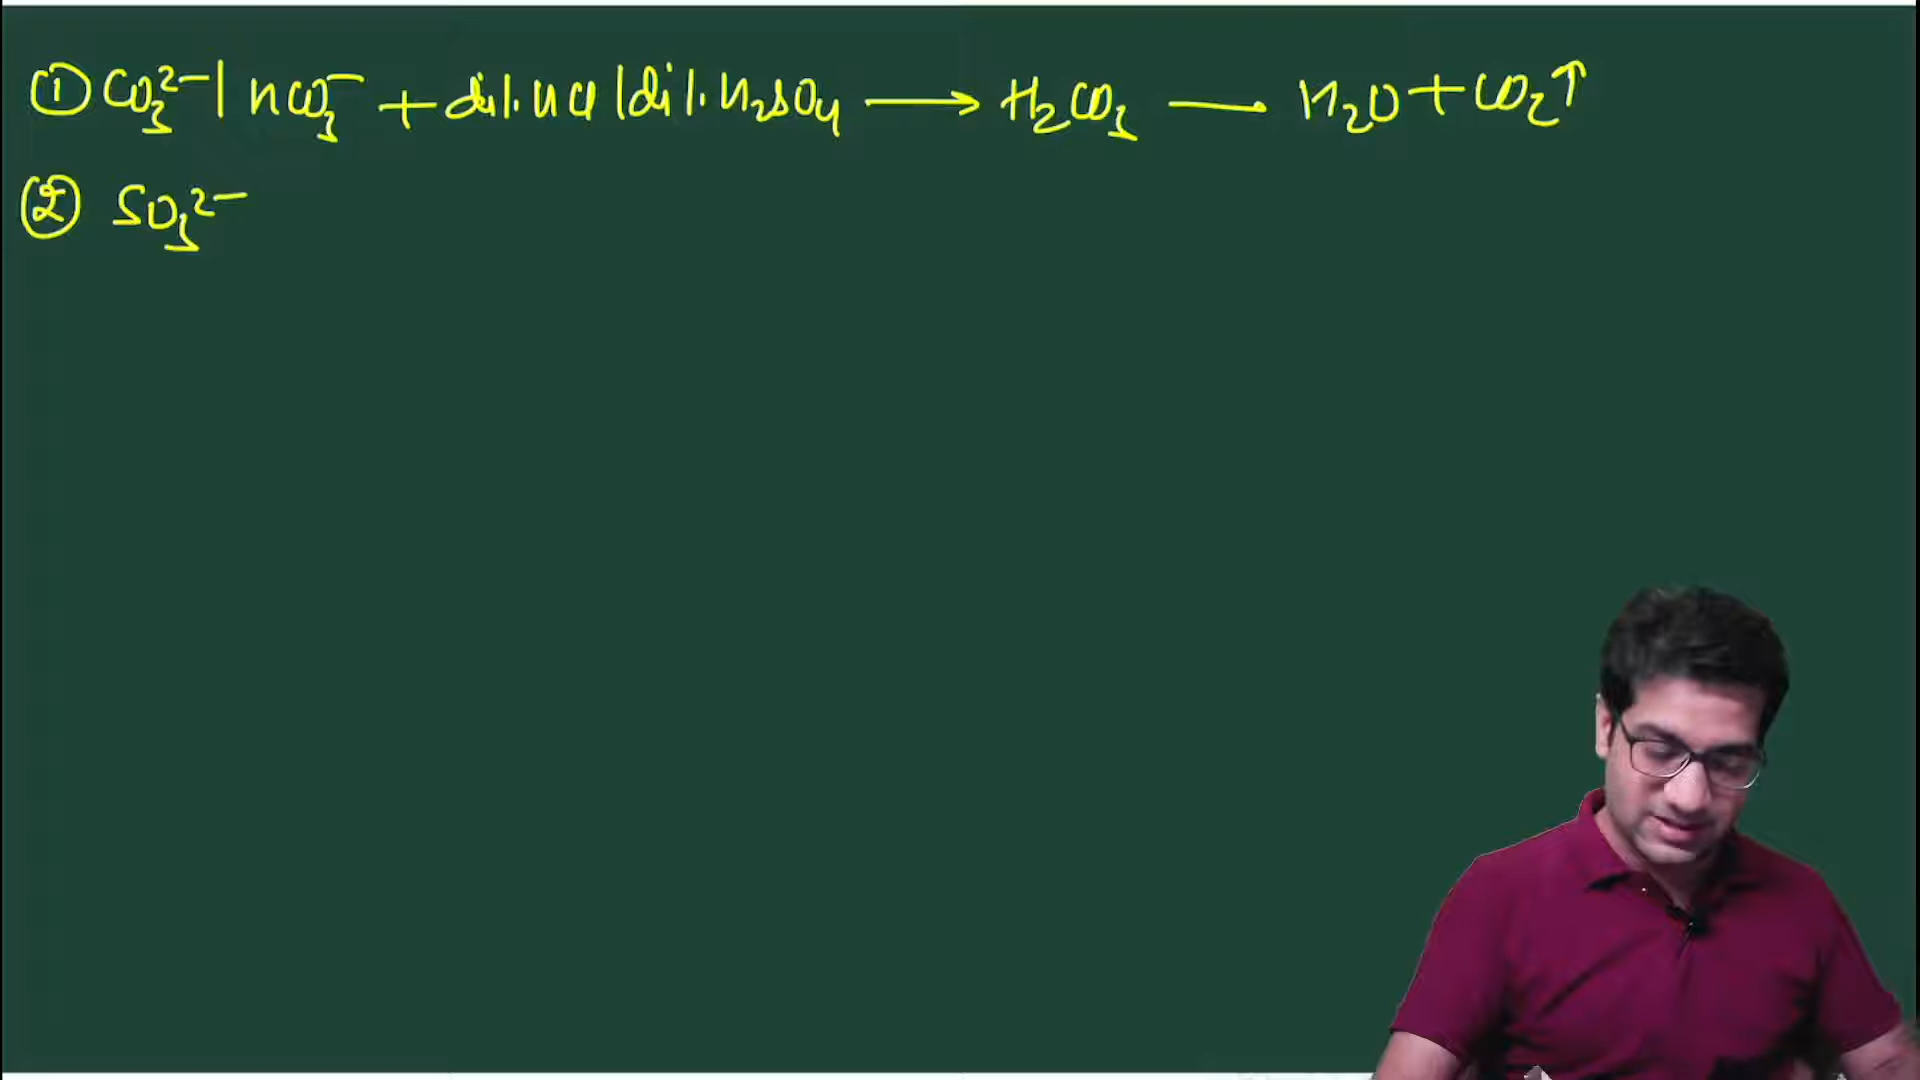 ① CO₃²⁻ | HCO₃⁻ + dil. HCl | dil. H₂SO₄ ⟶ H₂CO₃ — H₂O + CO₂↑
② SO₃²⁻